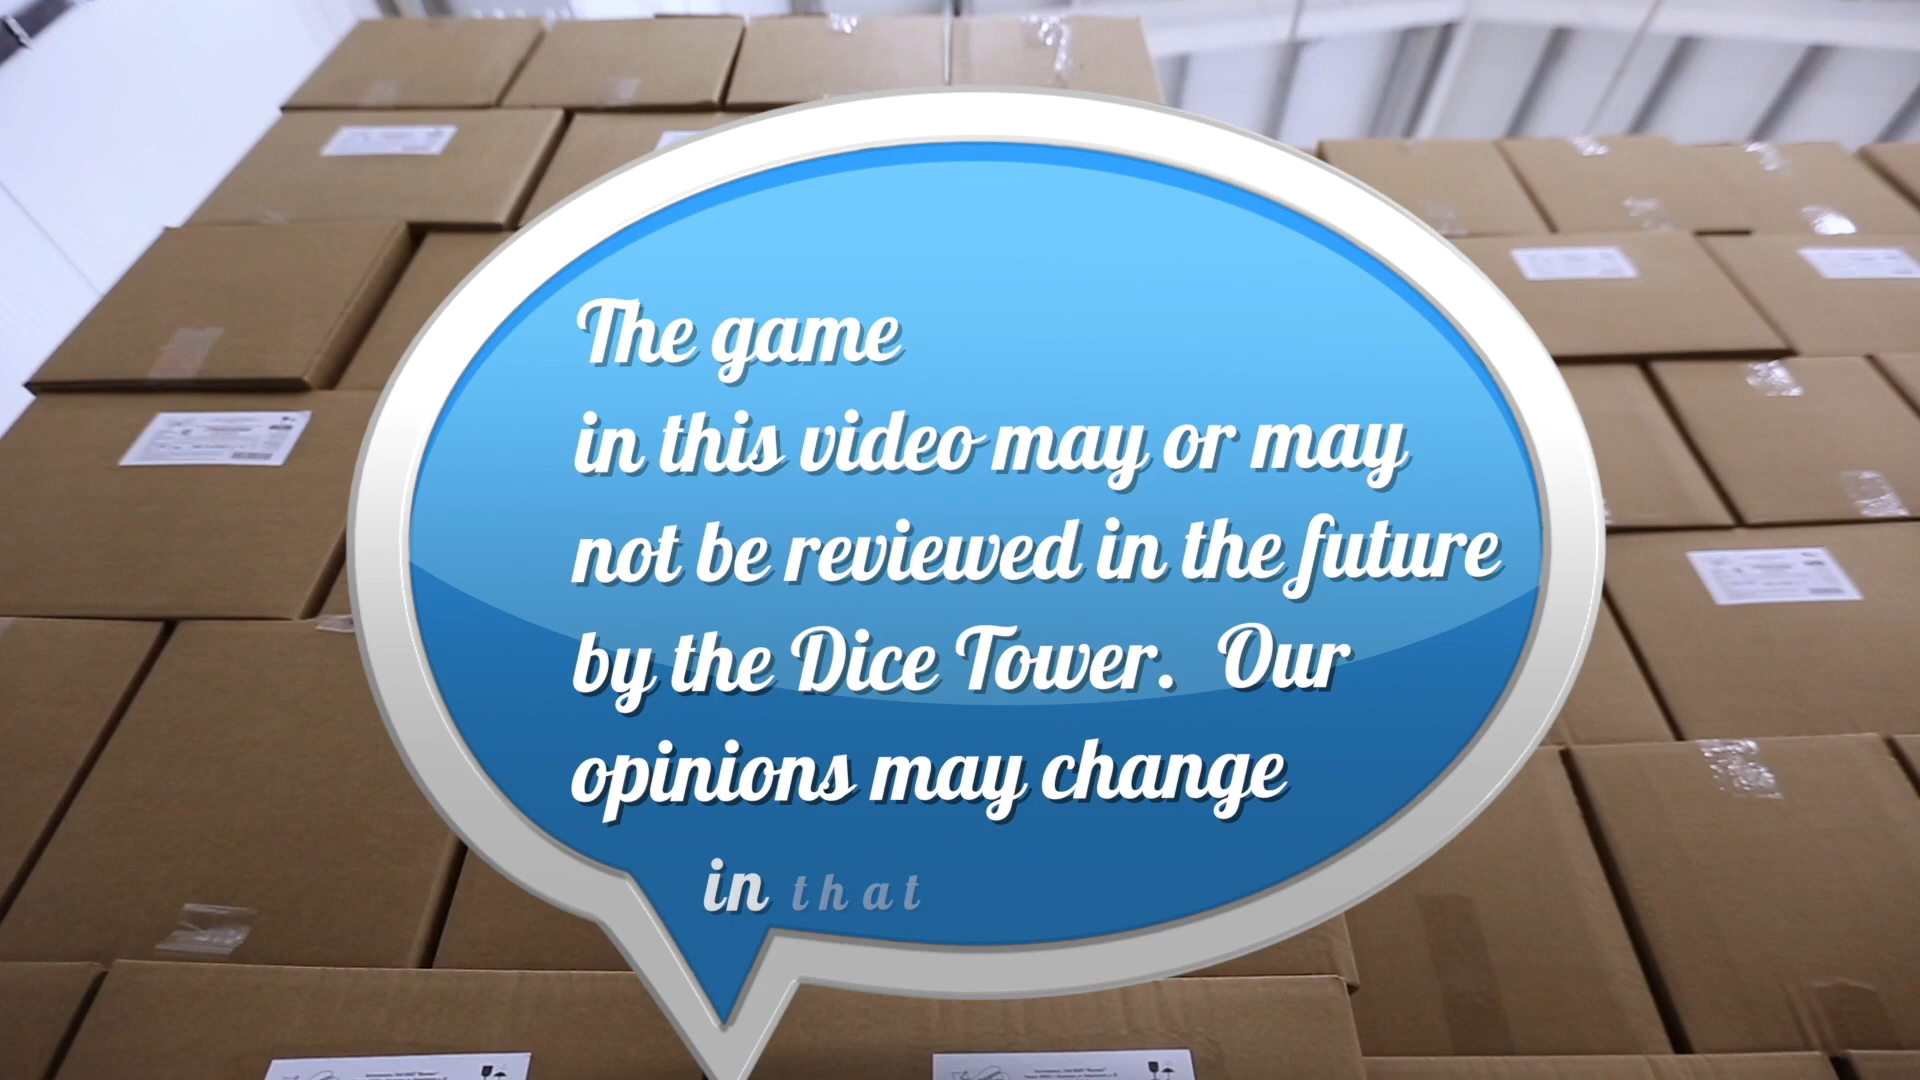 The game
in this video may or may
not be reviewed in the future
by the Dice Tower. Our
opinions may change
in that